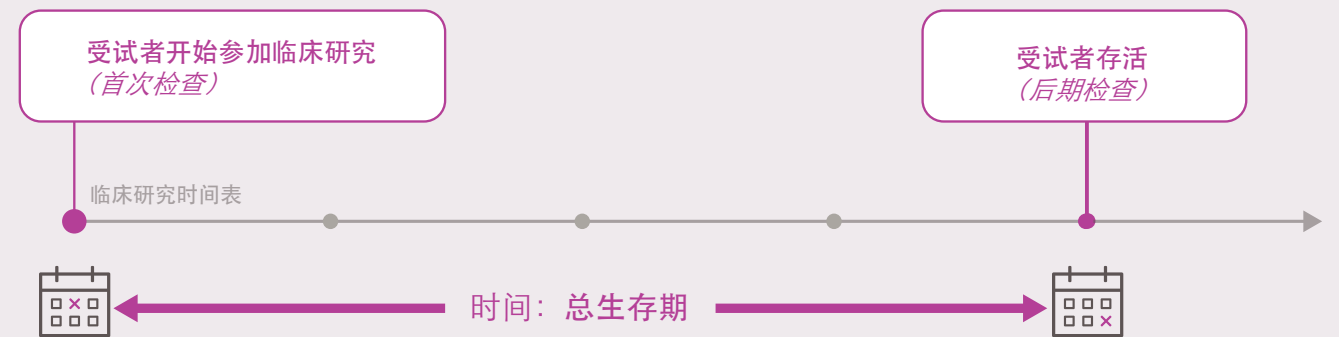 受试者开始参加临床研究
（首次检查）
受试者存活
（后期检查）
临床研究时间表
时间：总生存期